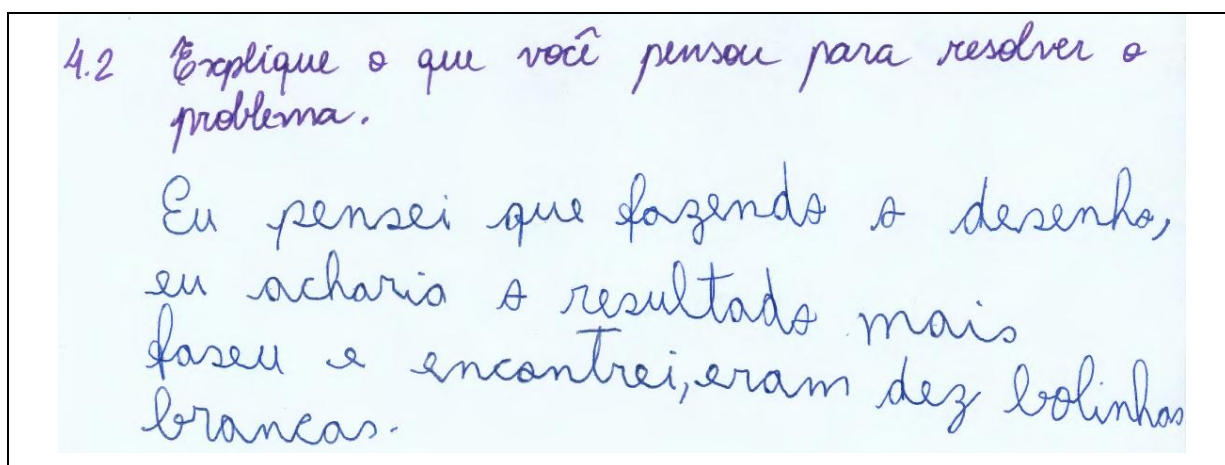 4.2 Explique o que você pensou para resolver o
problema.
Eu pensei que fazendo o desenho,
eu acharia o resultado mais
faseu e encontrei, eram dez bolinhas
brancas.